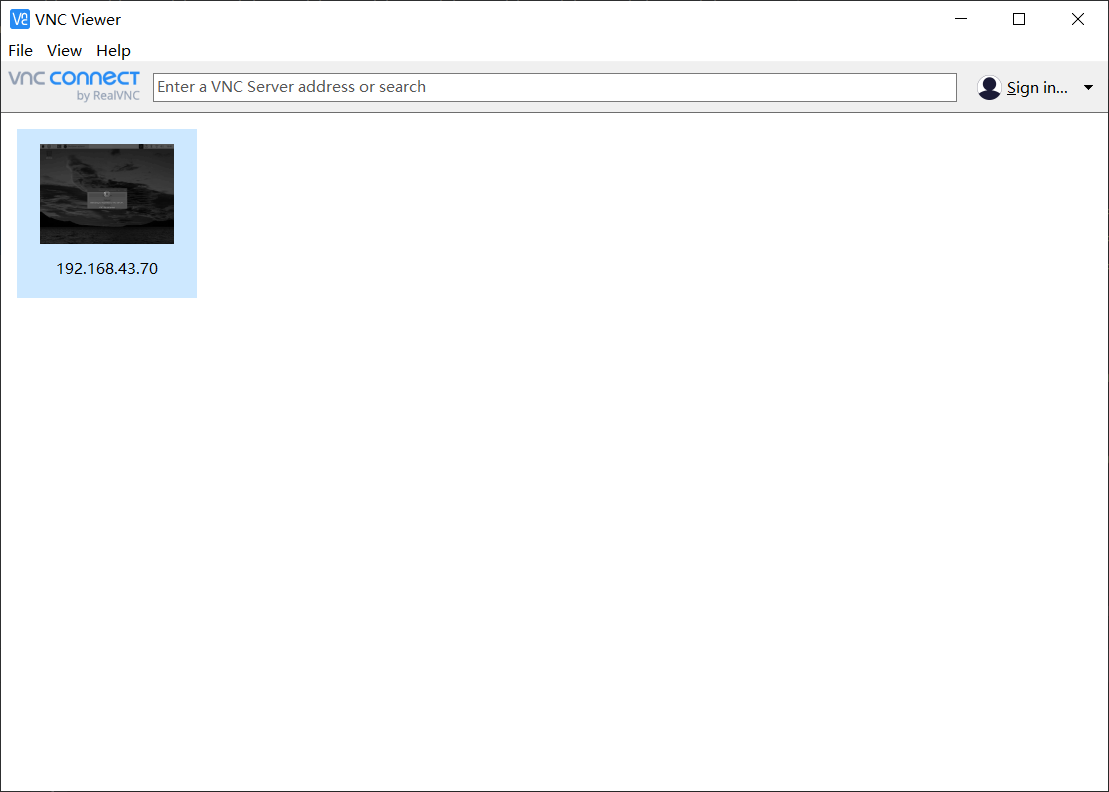 VNC Viewer
File View Help
vnc connect
by RealVNC
Enter a VNC Server address or search
Sign in...
192.168.43.70